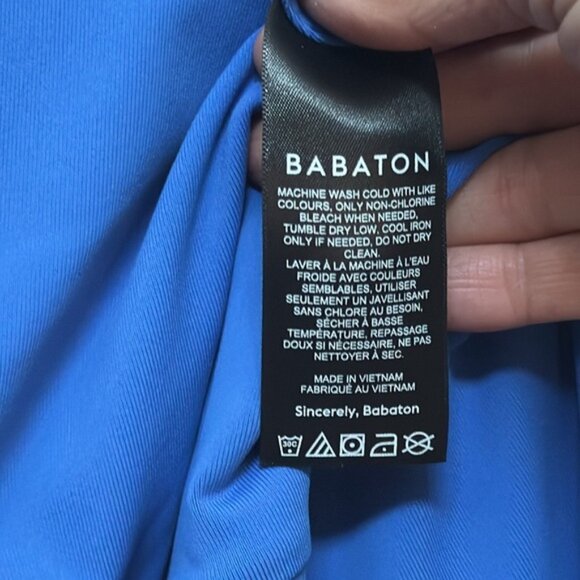 BABATON
MACHINE WASH COLD WITH LIKE
COLOURS, ONLY NON-CHLORINE
BLEACH WHEN NEEDED,
TUMBLE DRY LOW, COOL IRON
ONLY IF NEEDED, DO NOT DRY
CLEAN.
LAVER À LA MACHINE À L'EAU
FROIDE AVEC COULEURS
SEMBLABLES, UTILISER
SEULEMENT UN JAVELLISANT
SANS CHLORE AU BESOIN,
SÉCHER À BASSE
TEMPÉRATURE, REPASSAGE
DOUX SI NÉCESSAIRE, NE PAS
NETTOYER À SEC.
MADE IN VIETNAM
FABRIQUÉ AU VIETNAM
Sincerely, Babaton
30C